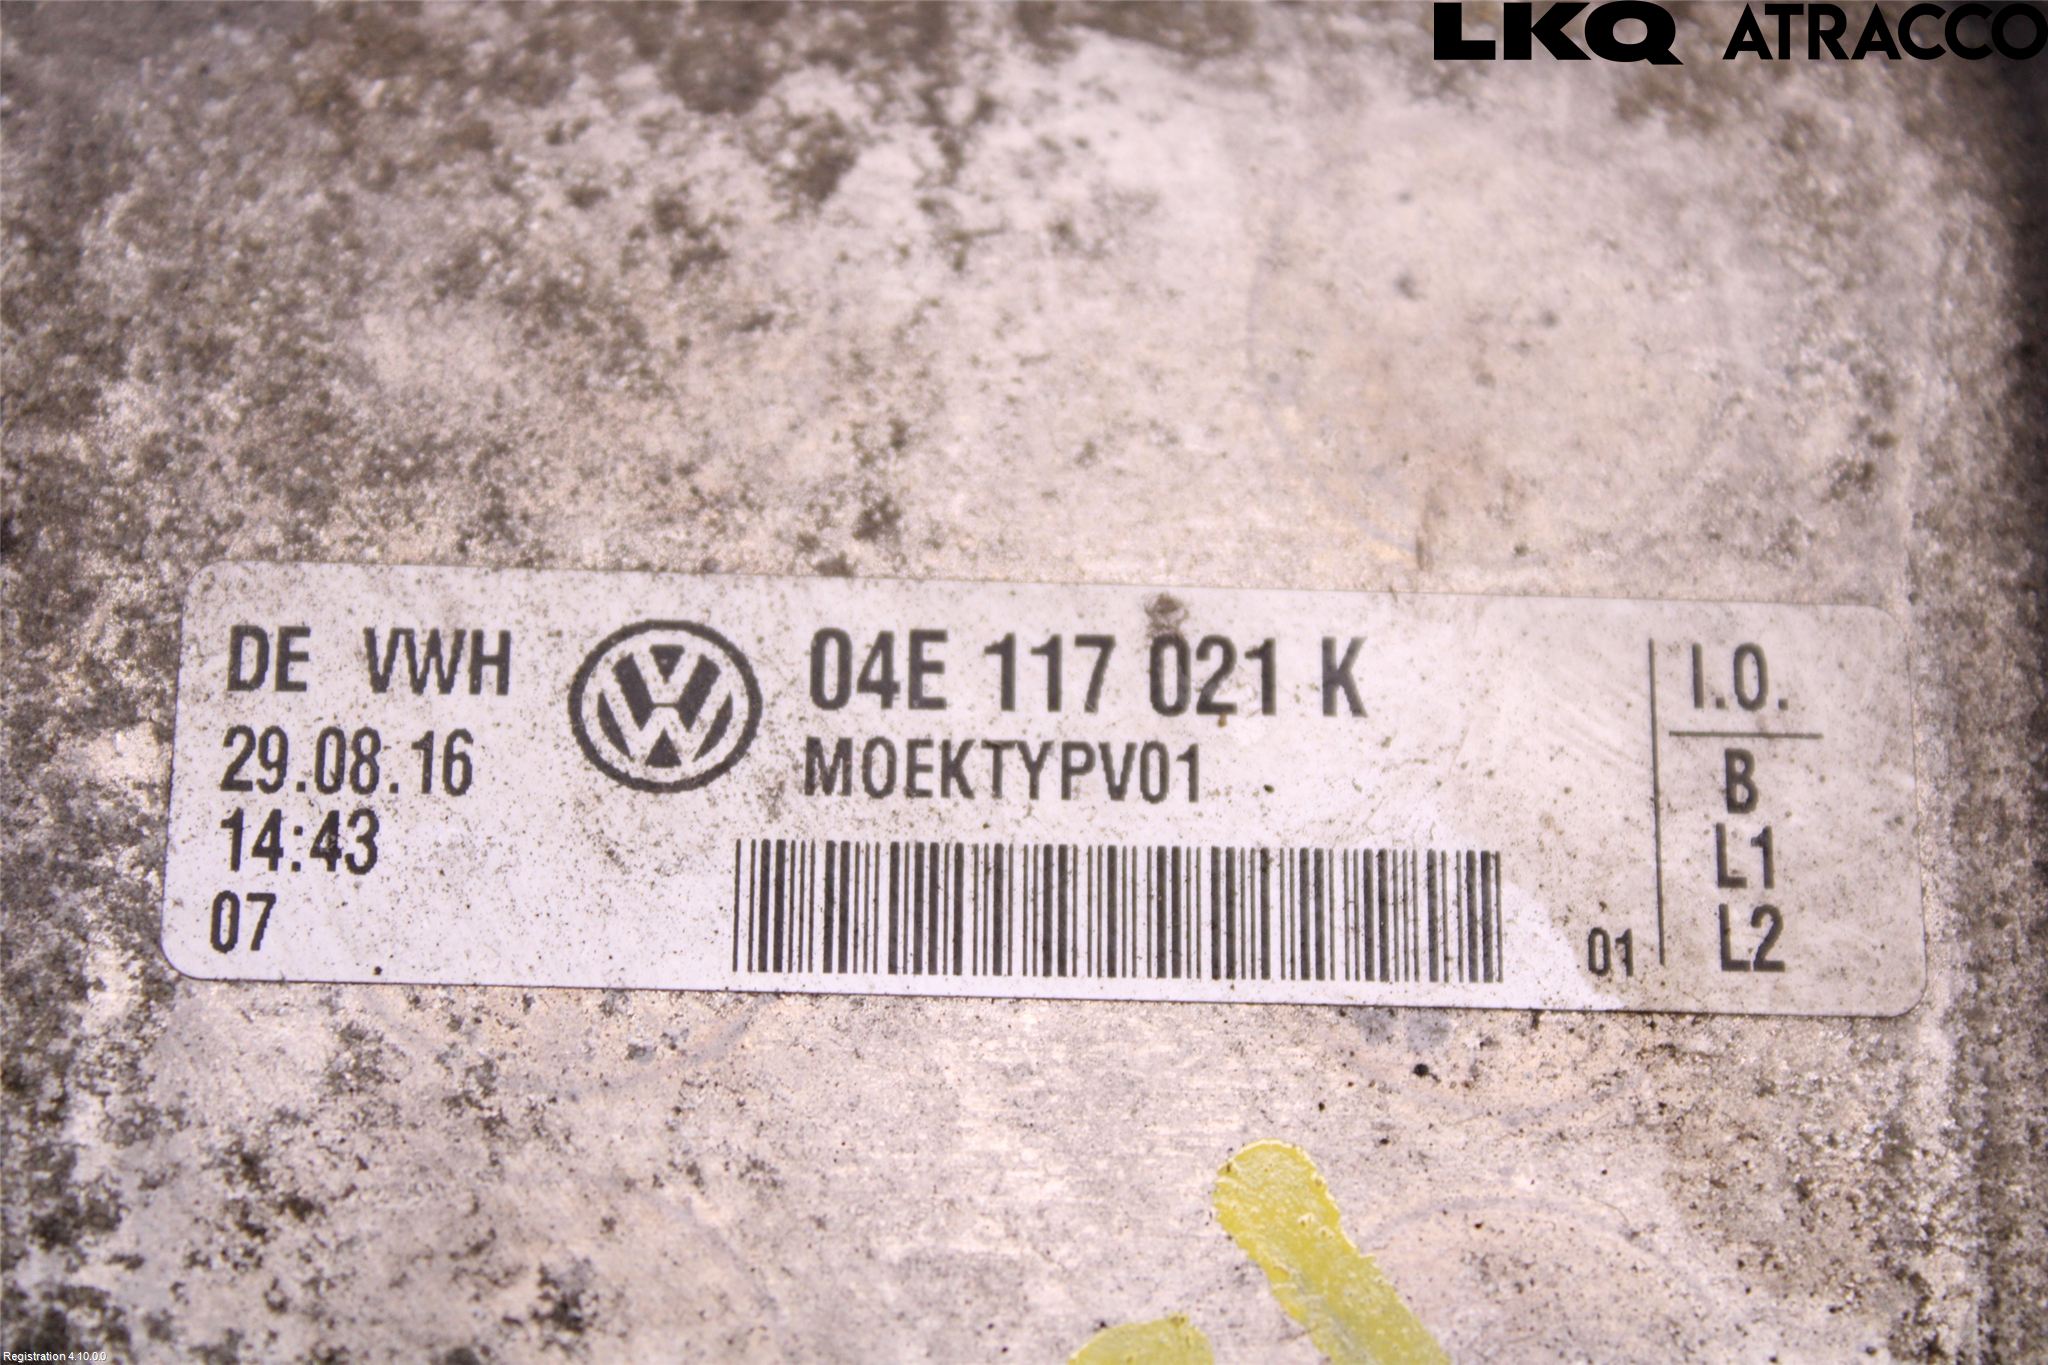 LKQ ATRACCO
DE VWH
29.08.16
14:43
07
04E 117 021 K
MOEKTYPV01
01
I.O.
B
L1
L2
Registration 4.10.0.0